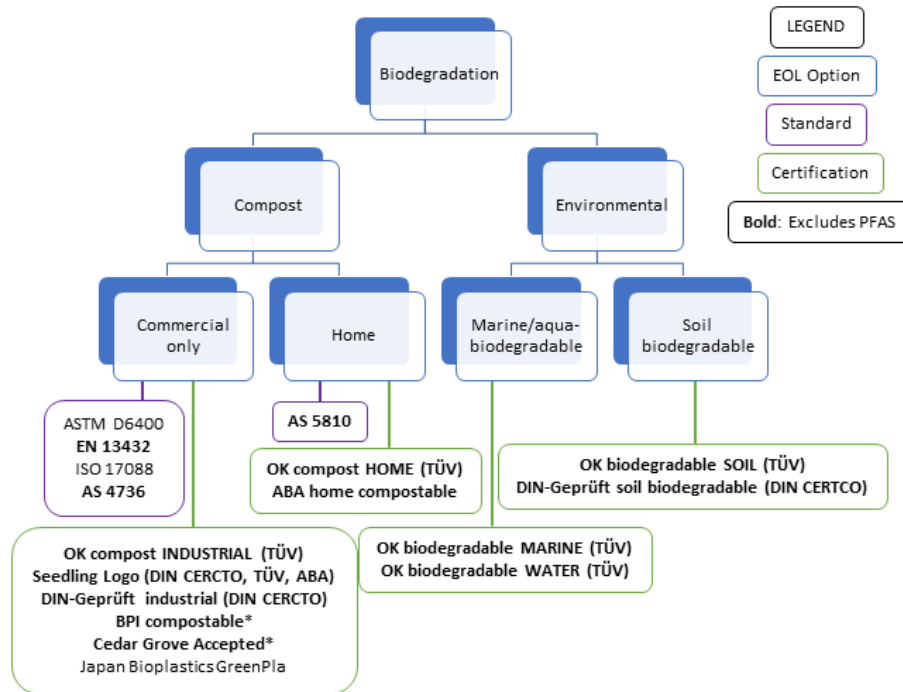 Biodegradation
LEGEND
EOL Option
Standard
Certification
Bold: Excludes PFAS
Compost
Environmental
Commercial
only
Home
Marine/aqua-
biodegradable
Soil
biodegradable
ASTM D6400
EN 13432
ISO 17088
AS 4736
AS 5810
OK compost HOME (TÜV)
ABA home compostable
OK biodegradable SOIL (TÜV)
DIN-Geprüft soil biodegradable (DIN CERTCO)
OK compost INDUSTRIAL (TÜV)
Seedling Logo (DIN CERCTO, TÜV, ABA)
DIN-Geprüft industrial (DIN CERCTO)
BPI compostable*
Cedar Grove Accepted*
Japan Bioplastics GreenPla
OK biodegradable MARINE (TÜV)
OK biodegradable WATER (TÜV)